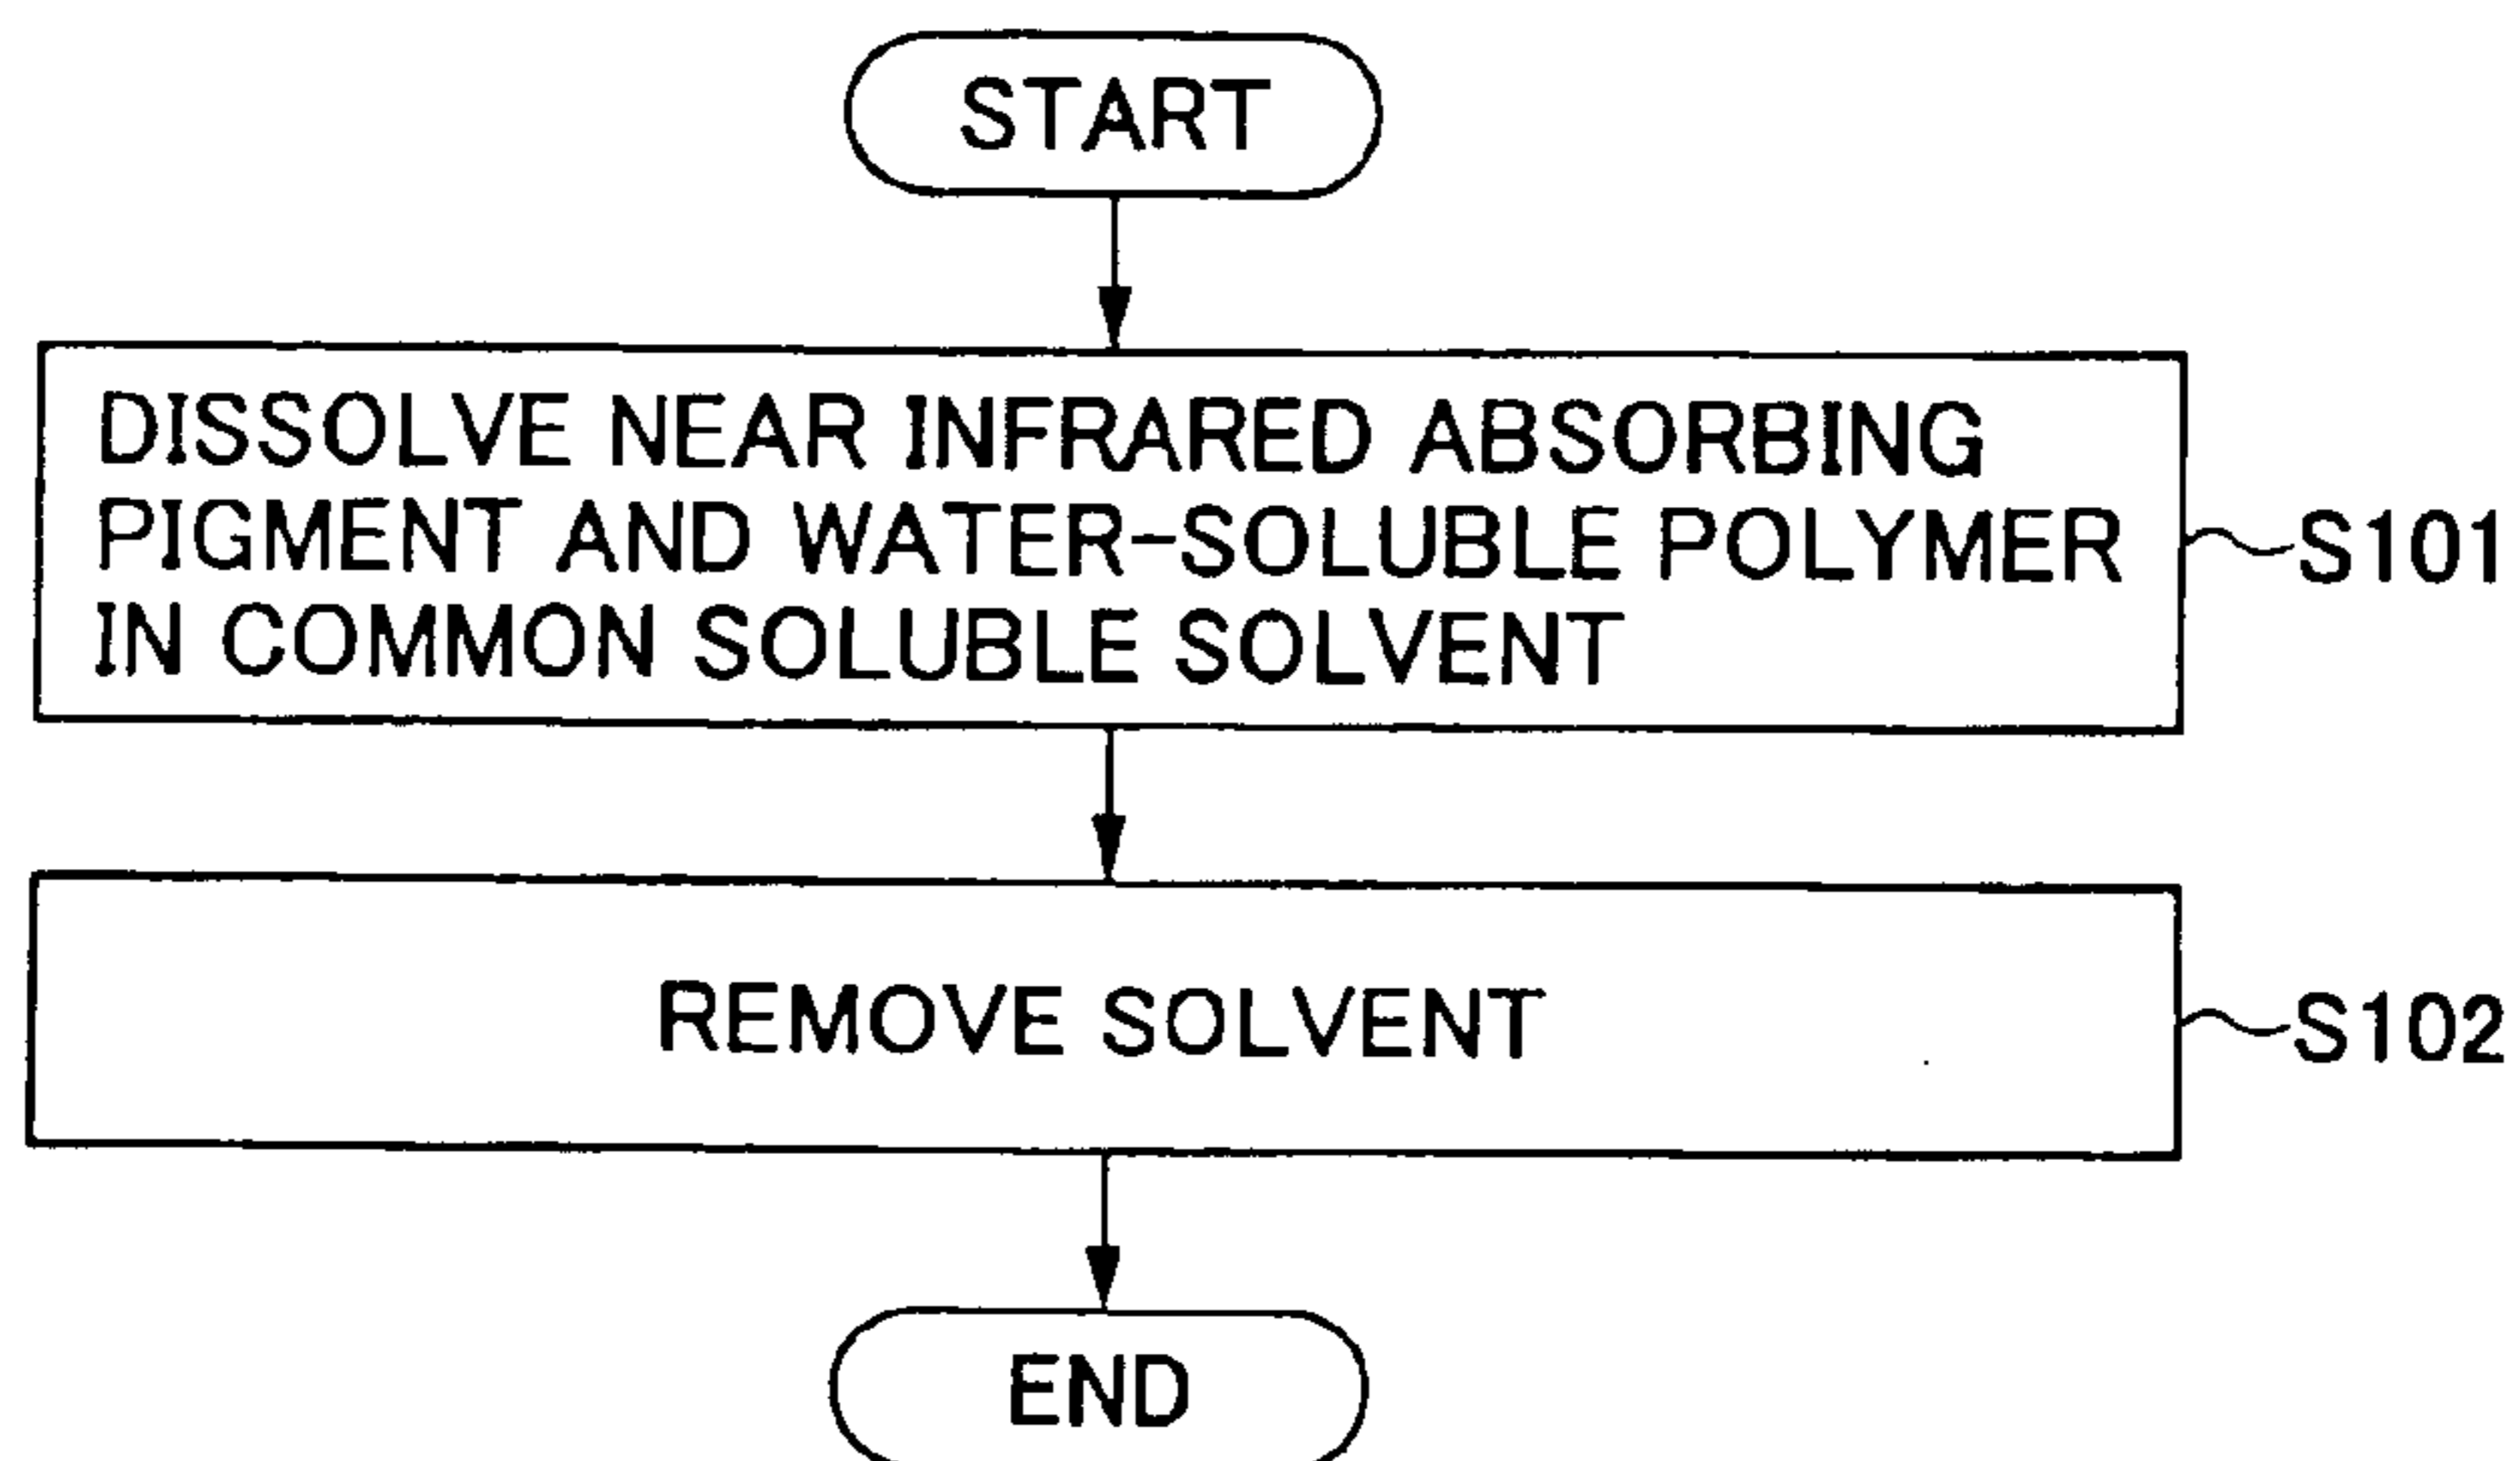 START
DISSOLVE NEAR INFRARED ABSORBING
PIGMENT AND WATER-SOLUBLE POLYMER
IN COMMON SOLUBLE SOLVENT
S101
REMOVE SOLVENT
S102
END